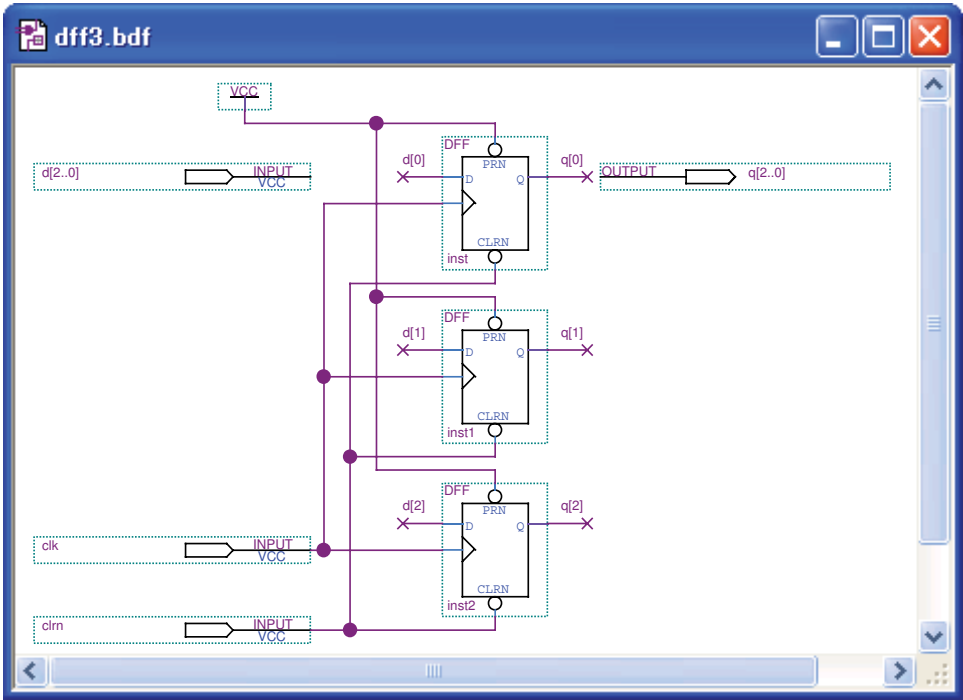 dff3.bdf
VCC
d[2..0] INPUT VCC
DFF
d[0] PRN q[0]
D Q
OUTPUT q[2..0]
CLRN
inst
DFF
d[1] PRN q[1]
D Q
CLRN
inst1
DFF
d[2] PRN q[2]
D Q
clk INPUT VCC
CLRN
inst2
clrn INPUT VCC